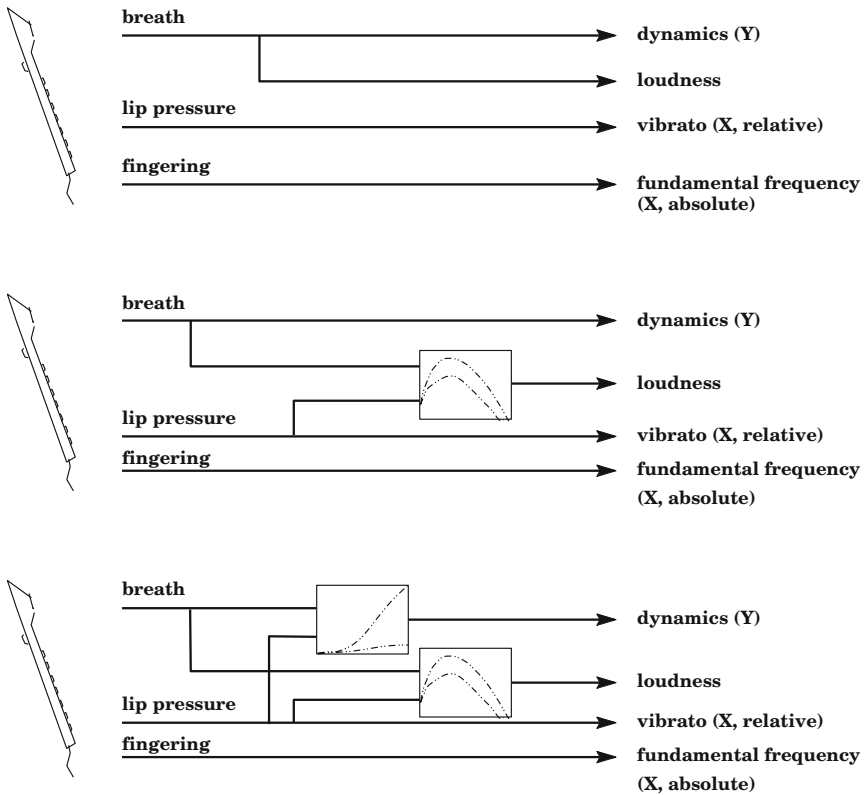 breath
dynamics (Y)
loudness
lip pressure
vibrato (X, relative)
fingering
fundamental frequency
(X, absolute)
breath
dynamics (Y)
loudness
lip pressure
vibrato (X, relative)
fingering
fundamental frequency
(X, absolute)
breath
dynamics (Y)
loudness
lip pressure
vibrato (X, relative)
fingering
fundamental frequency
(X, absolute)